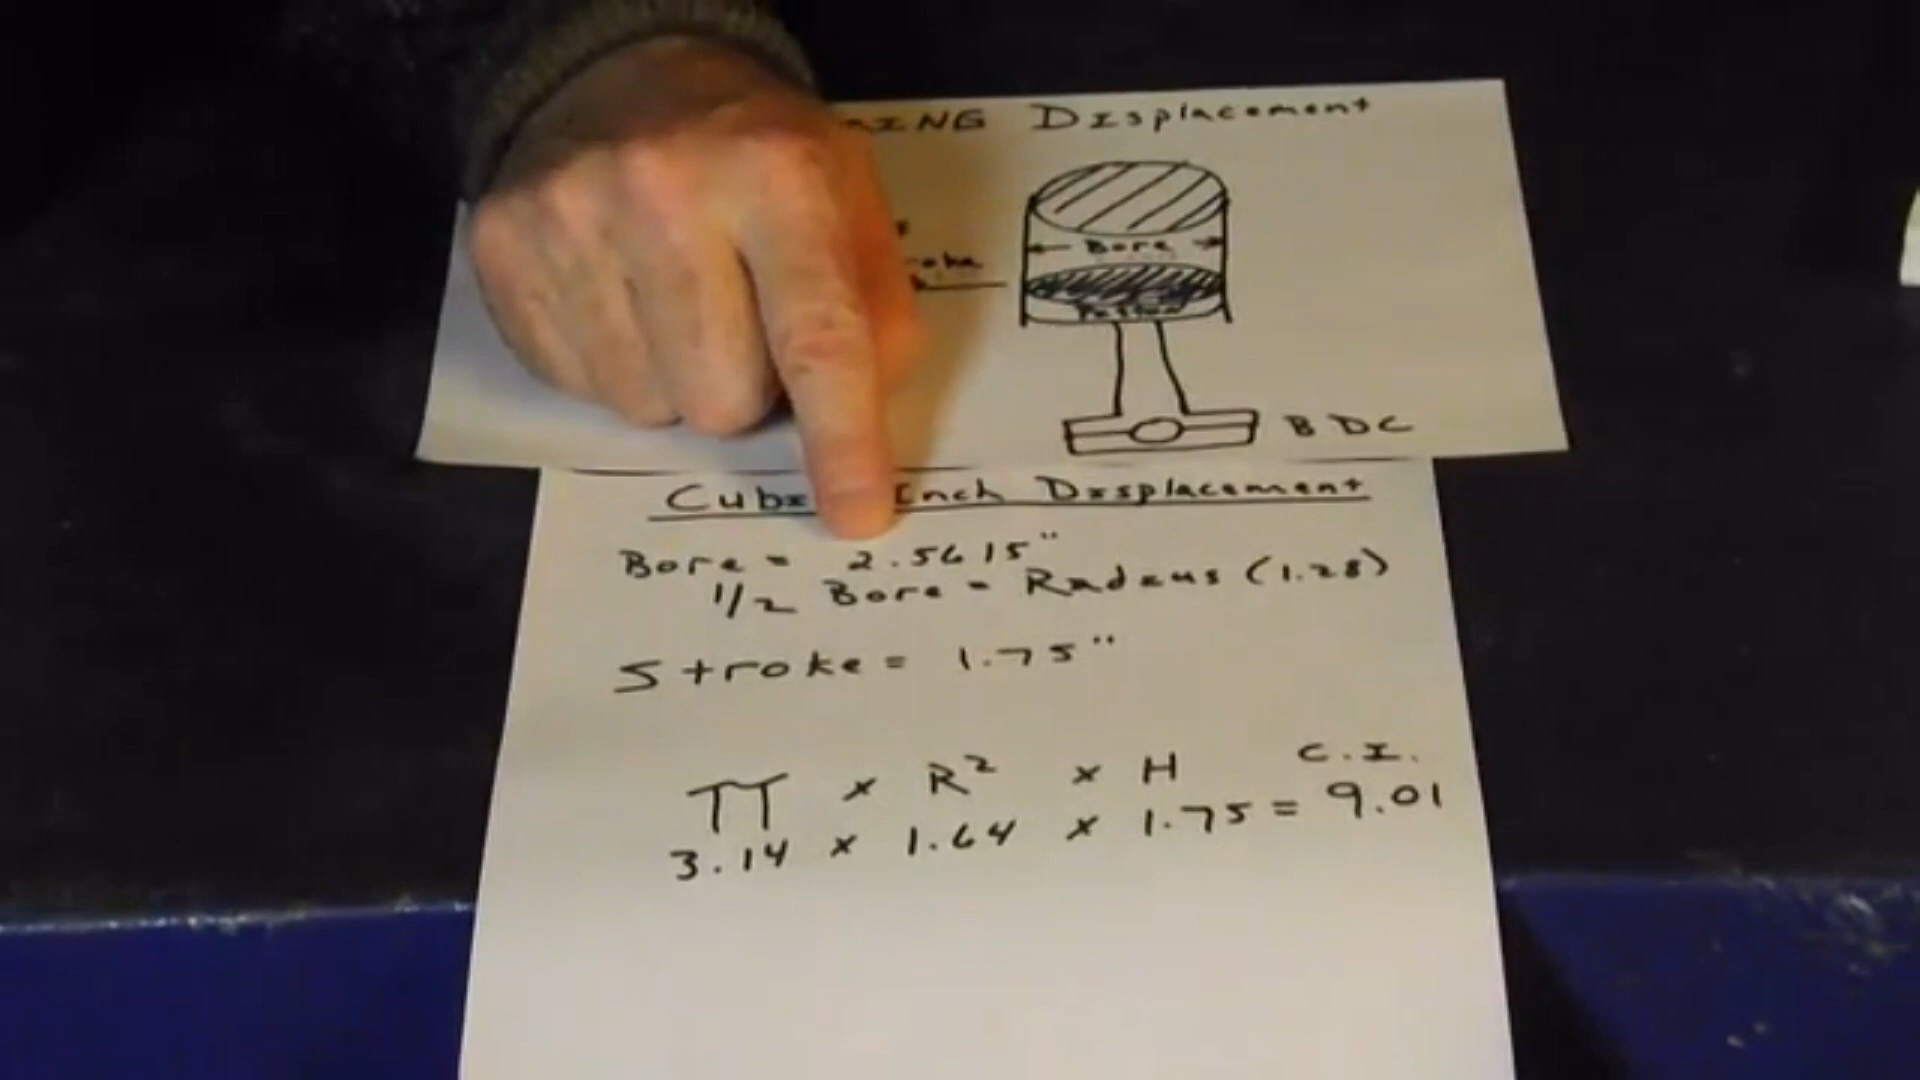 Displacement
Bore
Piston
BDC
Inch Displacement
Bore = 2.5615"
1/2 Bore = Radius (1.28)
Stroke = 1.75"
π x R² x H C.I.
3.14 x 1.64 x 1.75 = 9.01